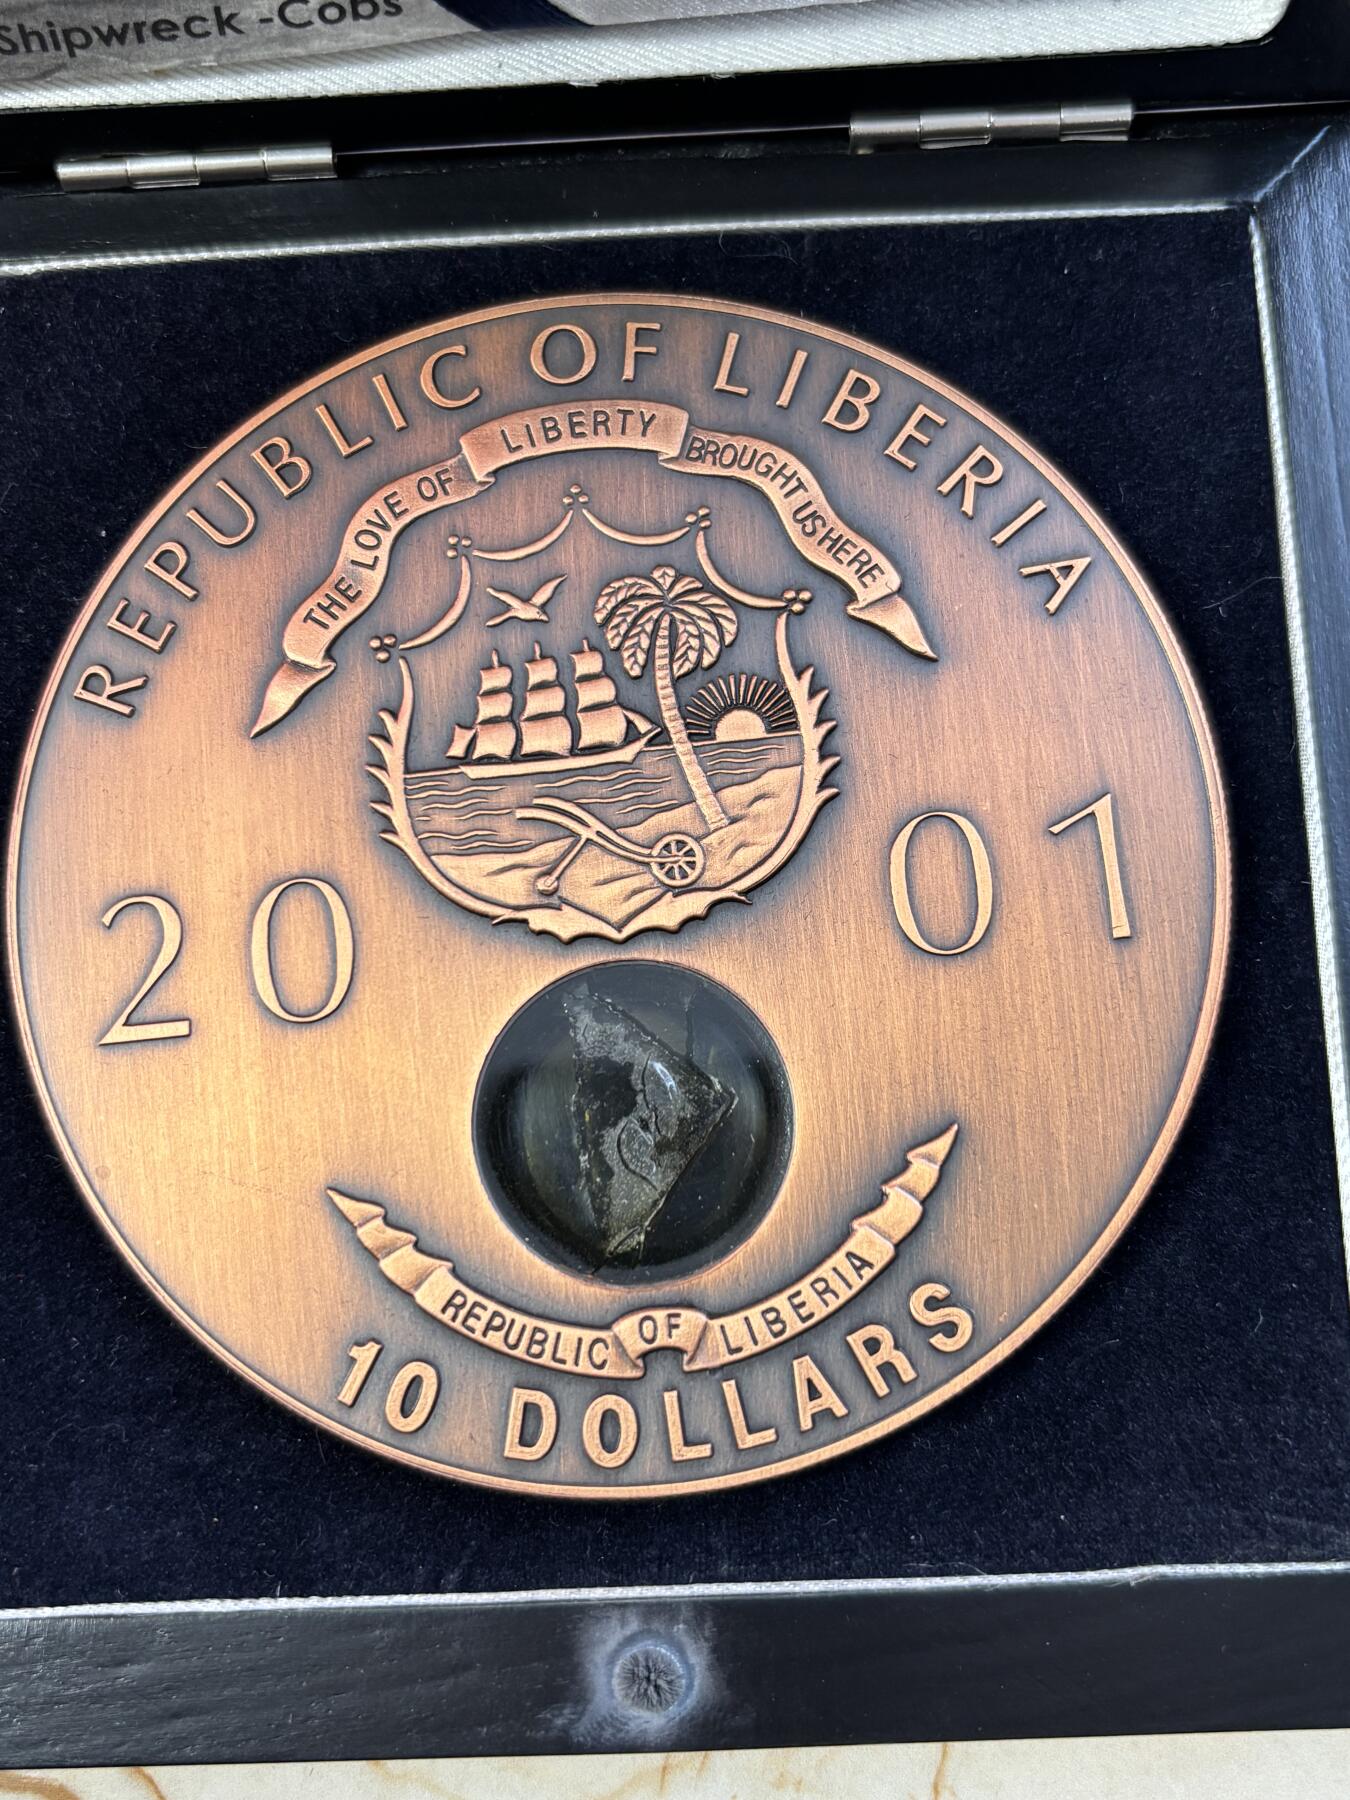 Shipwreck -Cobs
REPUBLIC OF LIBERIA
THE LOVE OF LIBERTY BROUGHT US HERE
20 01
REPUBLIC OF LIBERIA
10 DOLLARS